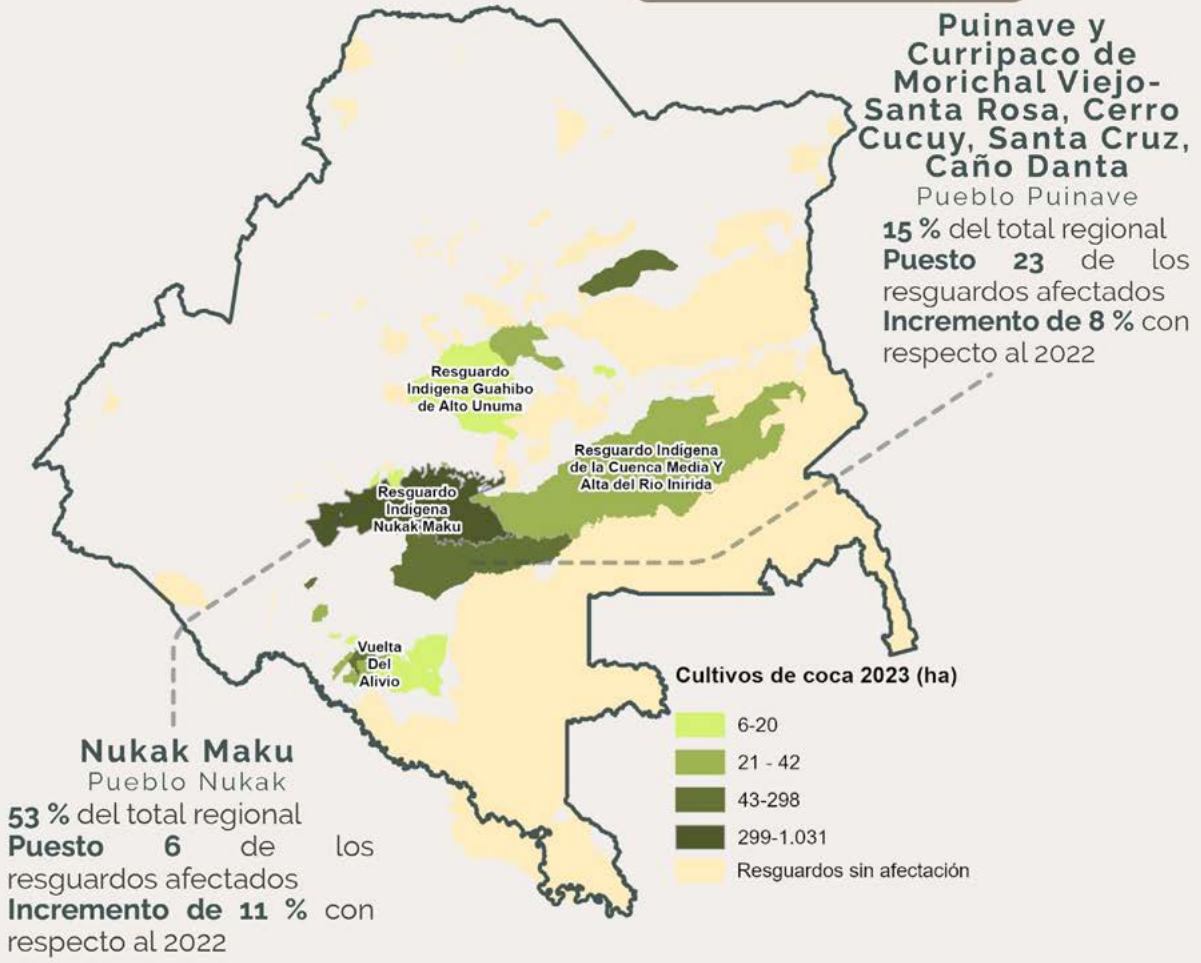 Puinave y
Curripaco de
Morichal Viejo-
Santa Rosa, Cerro
Cucuy, Santa Cruz,
Caño Danta
Pueblo Puinave
15 % del total regional
Puesto 23 de los
resguardos afectados
Incremento de 8 % con
respecto al 2022
Resguardo
Indigena Guahibo
de Alto Unuma
Resguardo Indígena
de la Cuenca Media Y
Alta del Rio Inirida
Resguardo
Indigena
Nukak Maku
Vuelta
Del
Alivio
Nukak Maku
Pueblo Nukak
53 % del total regional
Puesto 6 de los
resguardos afectados
Incremento de 11 % con
respecto al 2022
Cultivos de coca 2023 (ha)
6-20
21 - 42
43-298
299-1.031
Resguardos sin afectación